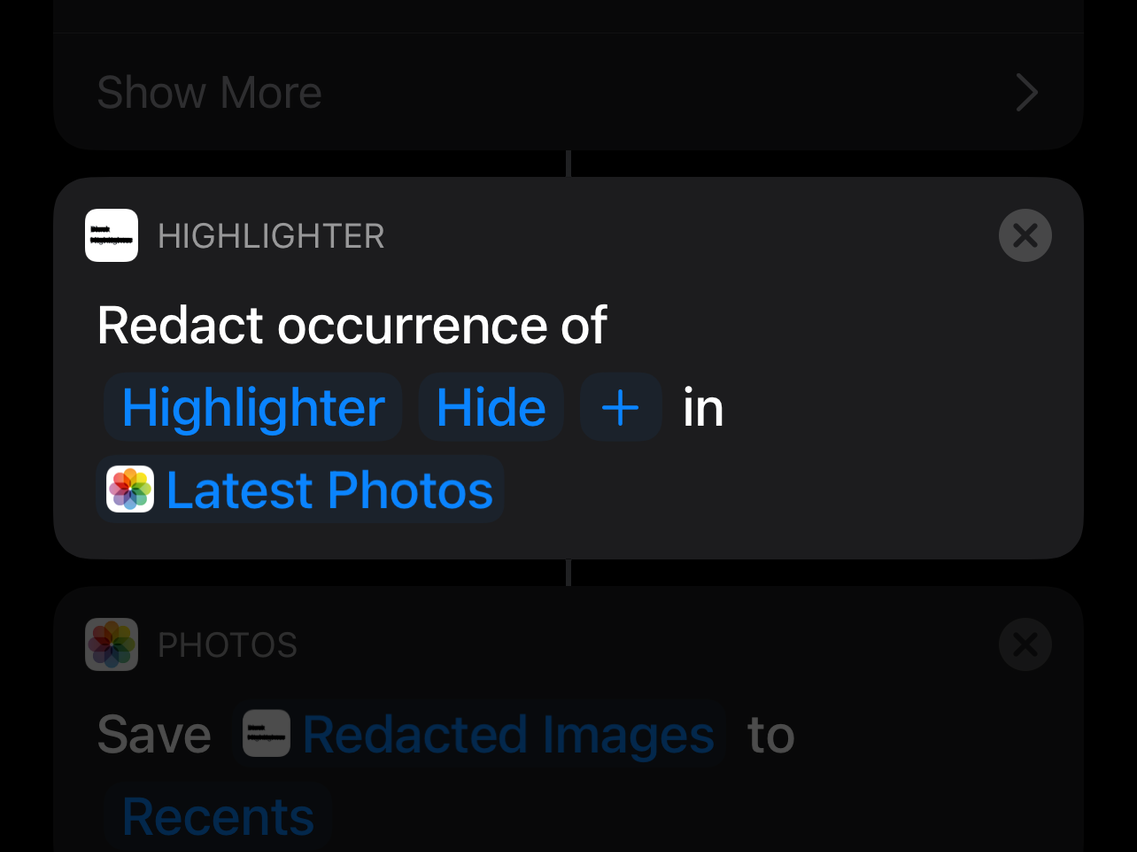 Show More
HIGHLIGHTER
Redact occurrence of
Highlighter Hide + in
Latest Photos
PHOTOS
Save Redacted Images to
Recents